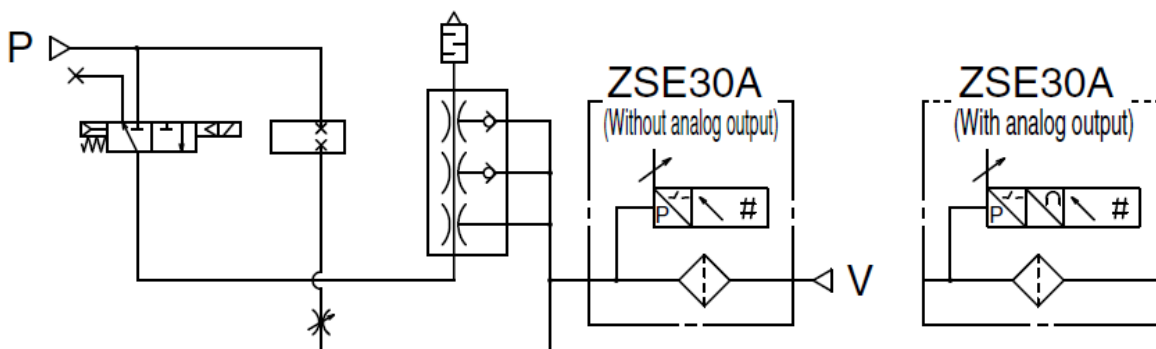 P
ZSE30A
(Without analog output)
P #
V
ZSE30A
(With analog output)
P #